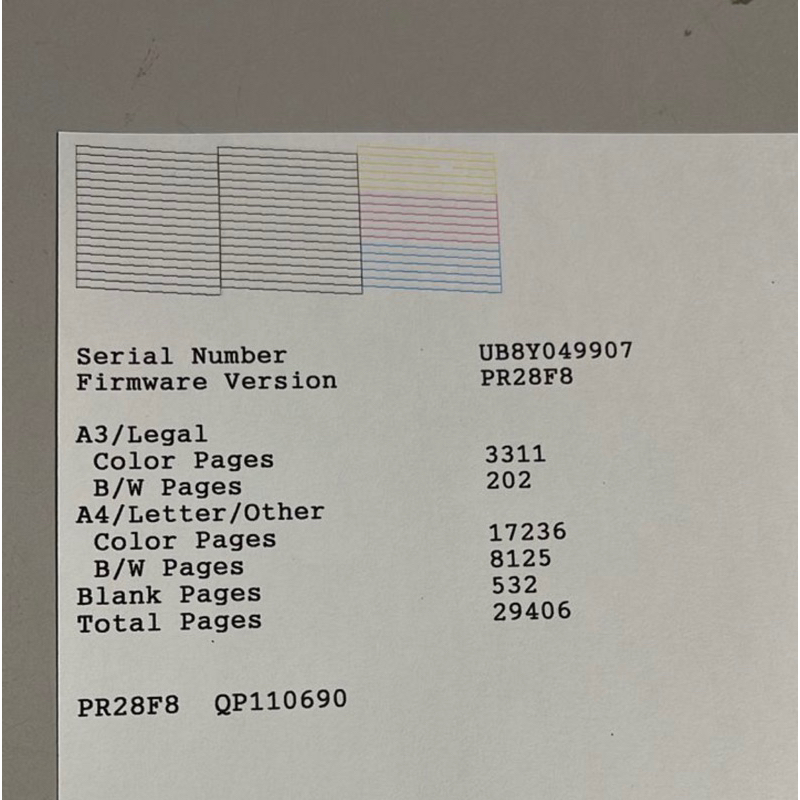 Serial Number UB8Y049907
Firmware Version PR28F8
A3/Legal
Color Pages 3311
B/W Pages 202
A4/Letter/Other
Color Pages 17236
B/W Pages 8125
Blank Pages 532
Total Pages 29406
PR28F8 QP110690